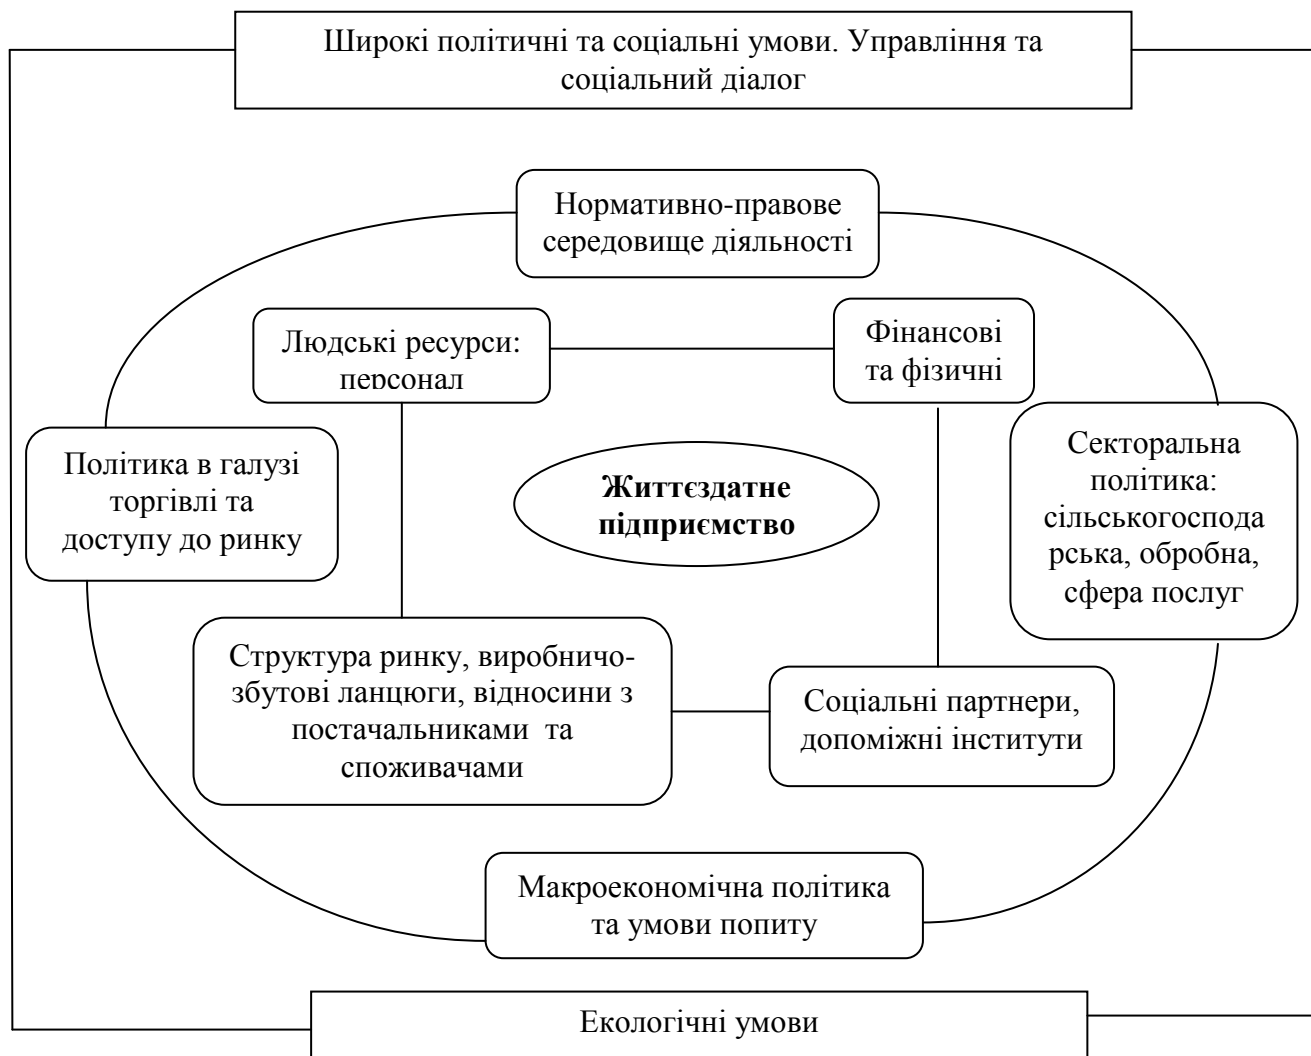 Широкі політичні та соціальні умови. Управління та
соціальний діалог
Нормативно-правове
середовище діяльності
Людські ресурси:
персонал
Фінансові
та фізичні
Політика в галузі
торгівлі та
доступу до ринку
Життєздатне
підприємство
Секторальна
політика:
сільськогоспода
рська, обробна,
сфера послуг
Структура ринку, виробничо-
збутові ланцюги, відносини з
постачальниками та
споживачами
Соціальні партнери,
допоміжні інститути
Макроекономічна політика
та умови попиту
Екологічні умови